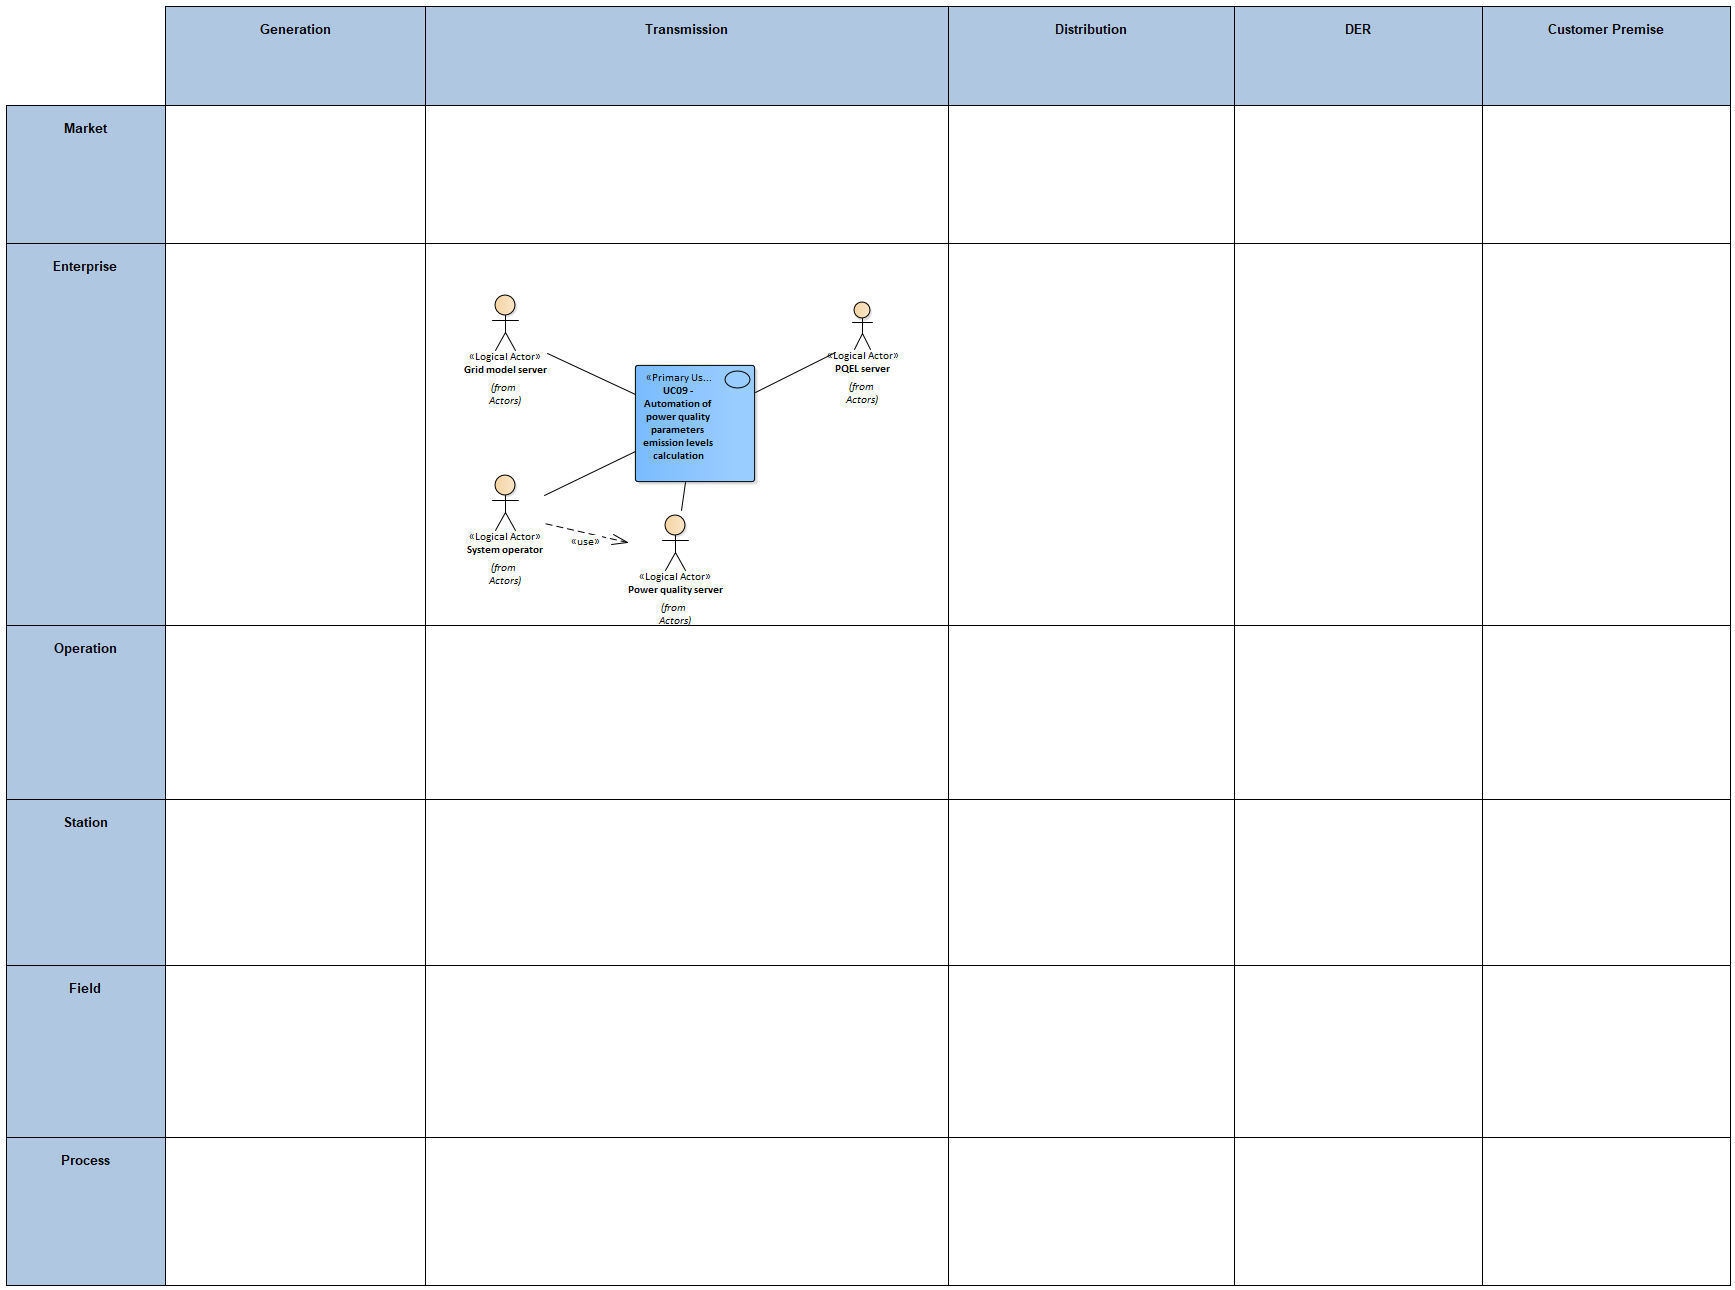 Generation
Transmission
Distribution
DER
Customer Premise
Market
Enterprise
«Logical Actor»
Grid model server
(from
Actors)
«Logical Actor»
PQEL server
(from
Actors)
«Primary Us...
UC09 -
Automation of
power quality
parameters
emission levels
calculation
«Logical Actor»
System operator
(from
Actors)
«use»
«Logical Actor»
Power quality server
(from
Actors)
Operation
Station
Field
Process